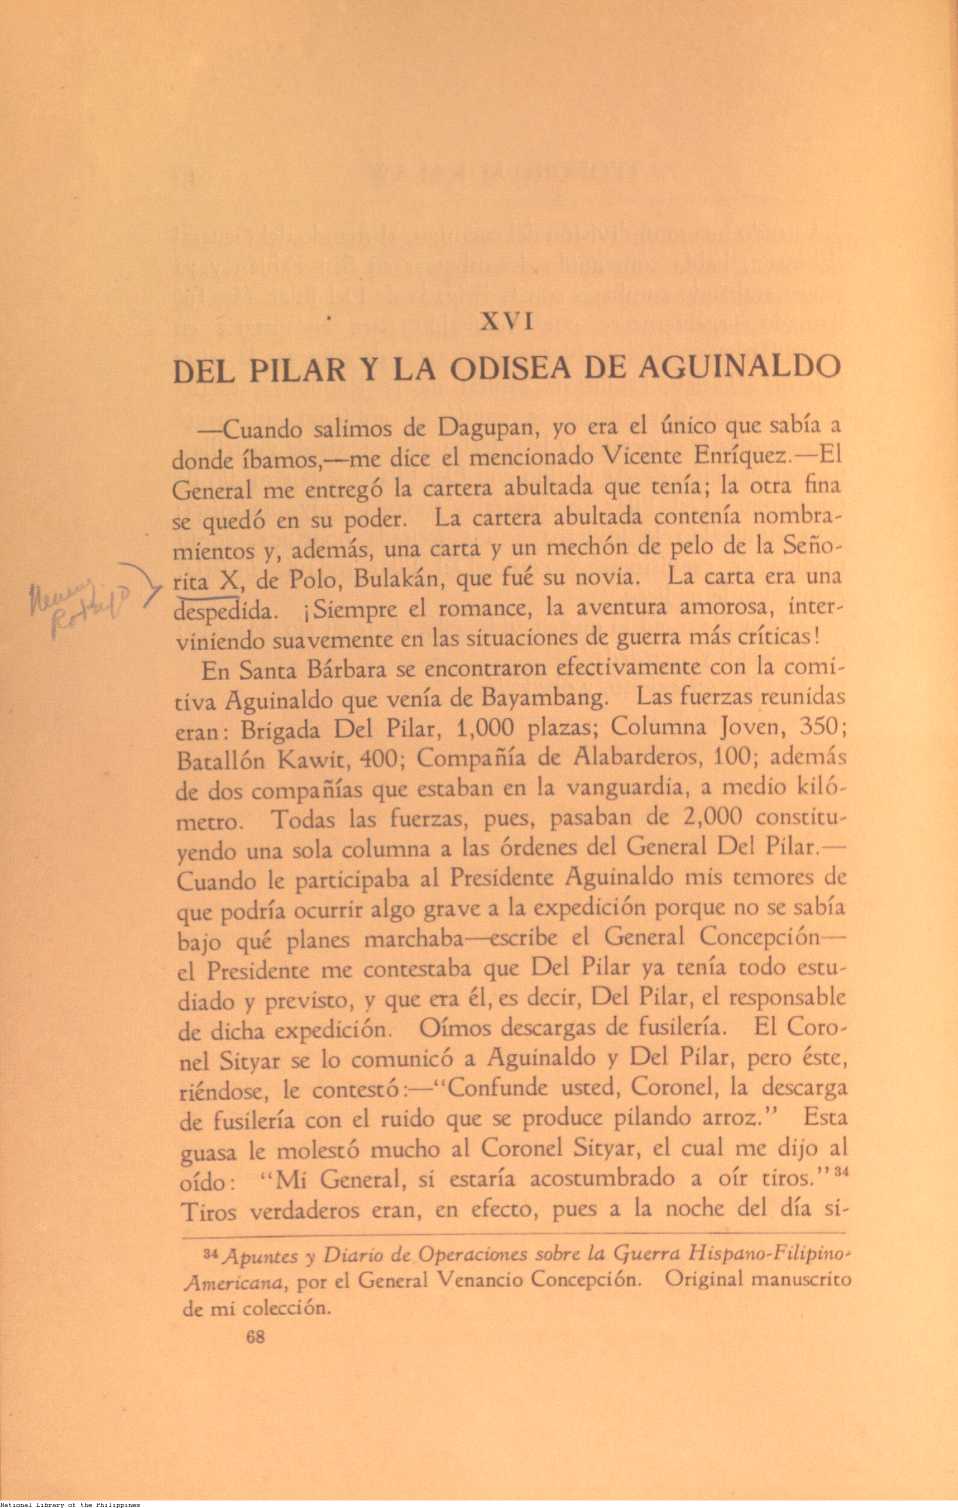 XVI
DEL PILAR Y LA ODISEA DE AGUINALDO
—Cuando salimos de Dagupan, yo era el único que sabía a
donde íbamos,—me dice el mencionado Vicente Enríquez.—El
General me entregó la cartera abultada que tenía; la otra fina
se quedó en su poder. La cartera abultada contenía nombra-
mientos y, además, una carta y un mechón de pelo de la Seño-
rita X, de Polo, Bulakán, que fué su novia. La carta era una
despedida. ¡Siempre el romance, la aventura amorosa, inter-
viniendo suavemente en las situaciones de guerra más críticas!
En Santa Bárbara se encontraron efectivamente con la comi-
tiva Aguinaldo que venía de Bayambang. Las fuerzas reunidas
eran: Brigada Del Pilar, 1,000 plazas; Columna Joven, 350;
Batallón Kawit, 400; Compañía de Alabarderos, 100; además
de dos compañías que estaban en la vanguardia, a medio kiló-
metro. Todas las fuerzas, pues, pasaban de 2,000 constitu-
yendo una sola columna a las órdenes del General Del Pilar.—
Cuando le participaba al Presidente Aguinaldo mis temores de
que podría ocurrir algo grave a la expedición porque no se sabía
bajo qué planes marchaba—escribe el General Concepción—
el Presidente me contestaba que Del Pilar ya tenía todo estu-
diado y previsto, y que era él, es decir, Del Pilar, el responsable
de dicha expedición. Oímos descargas de fusilería. El Coro-
nel Sityar se lo comunicó a Aguinaldo y Del Pilar, pero éste,
riéndose, le contestó:—“Confunde usted, Coronel, la descarga
de fusilería con el ruido que se produce pilando arroz.” Esta
guasa le molestó mucho al Coronel Sityar, el cual me dijo al
oído: “Mi General, si estaría acostumbrado a oír tiros.”³⁴
Tiros verdaderos eran, en efecto, pues a la noche del día si-
³⁴ Apuntes y Diario de Operaciones sobre la Guerra Hispano-Filipino-
Americana, por el General Venancio Concepción. Original manuscrito
de mi colección.
68
National Library of the Philippines